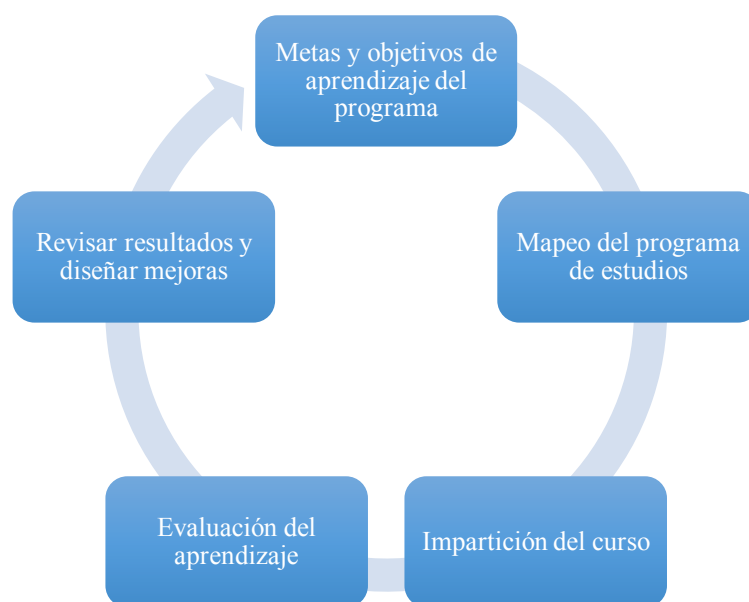 Metas y objetivos de
aprendizaje del
programa
Mapeo del programa
de estudios
Impartición del curso
Evaluación del
aprendizaje
Revisar resultados y
diseñar mejoras